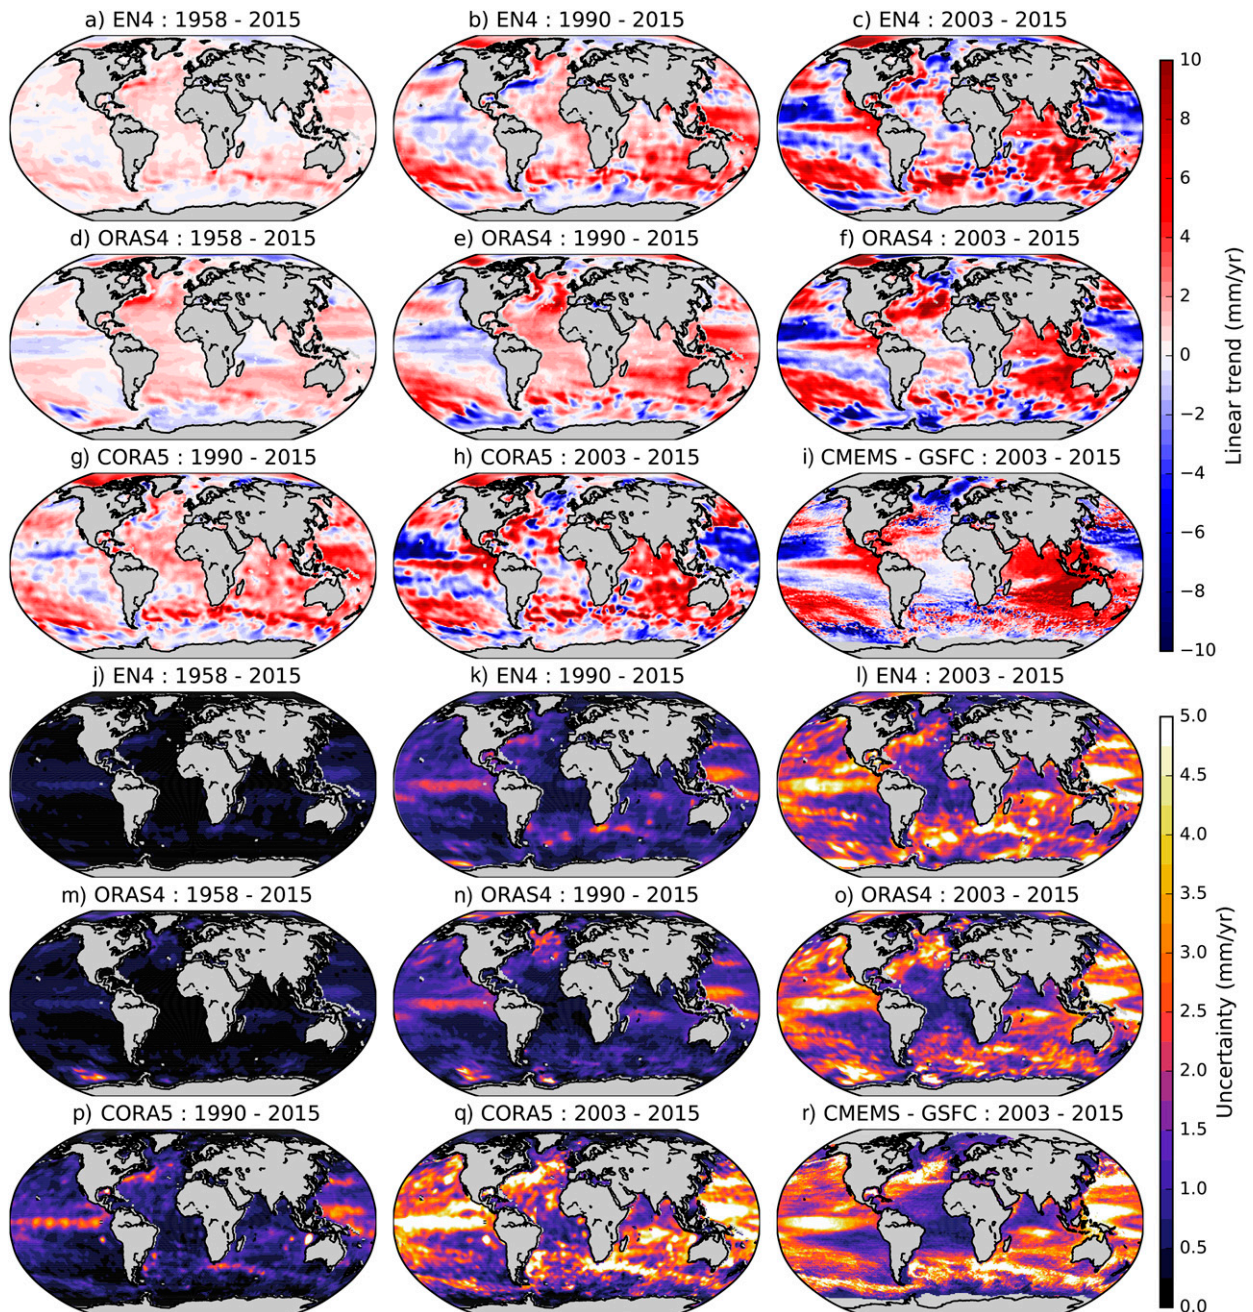 a) EN4 : 1958 - 2015
b) EN4 : 1990 - 2015
c) EN4 : 2003 - 2015
d) ORAS4 : 1958 - 2015
e) ORAS4 : 1990 - 2015
f) ORAS4 : 2003 - 2015
g) CORA5 : 1990 - 2015
h) CORA5 : 2003 - 2015
i) CMEMS - GSFC : 2003 - 2015
10
8
6
4
2
0
−2
−4
−6
−8
−10
Linear trend (mm/yr)
j) EN4 : 1958 - 2015
k) EN4 : 1990 - 2015
l) EN4 : 2003 - 2015
m) ORAS4 : 1958 - 2015
n) ORAS4 : 1990 - 2015
o) ORAS4 : 2003 - 2015
p) CORA5 : 1990 - 2015
q) CORA5 : 2003 - 2015
r) CMEMS - GSFC : 2003 - 2015
5.0
4.5
4.0
3.5
3.0
2.5
2.0
1.5
1.0
0.5
0.0
Uncertainty (mm/yr)